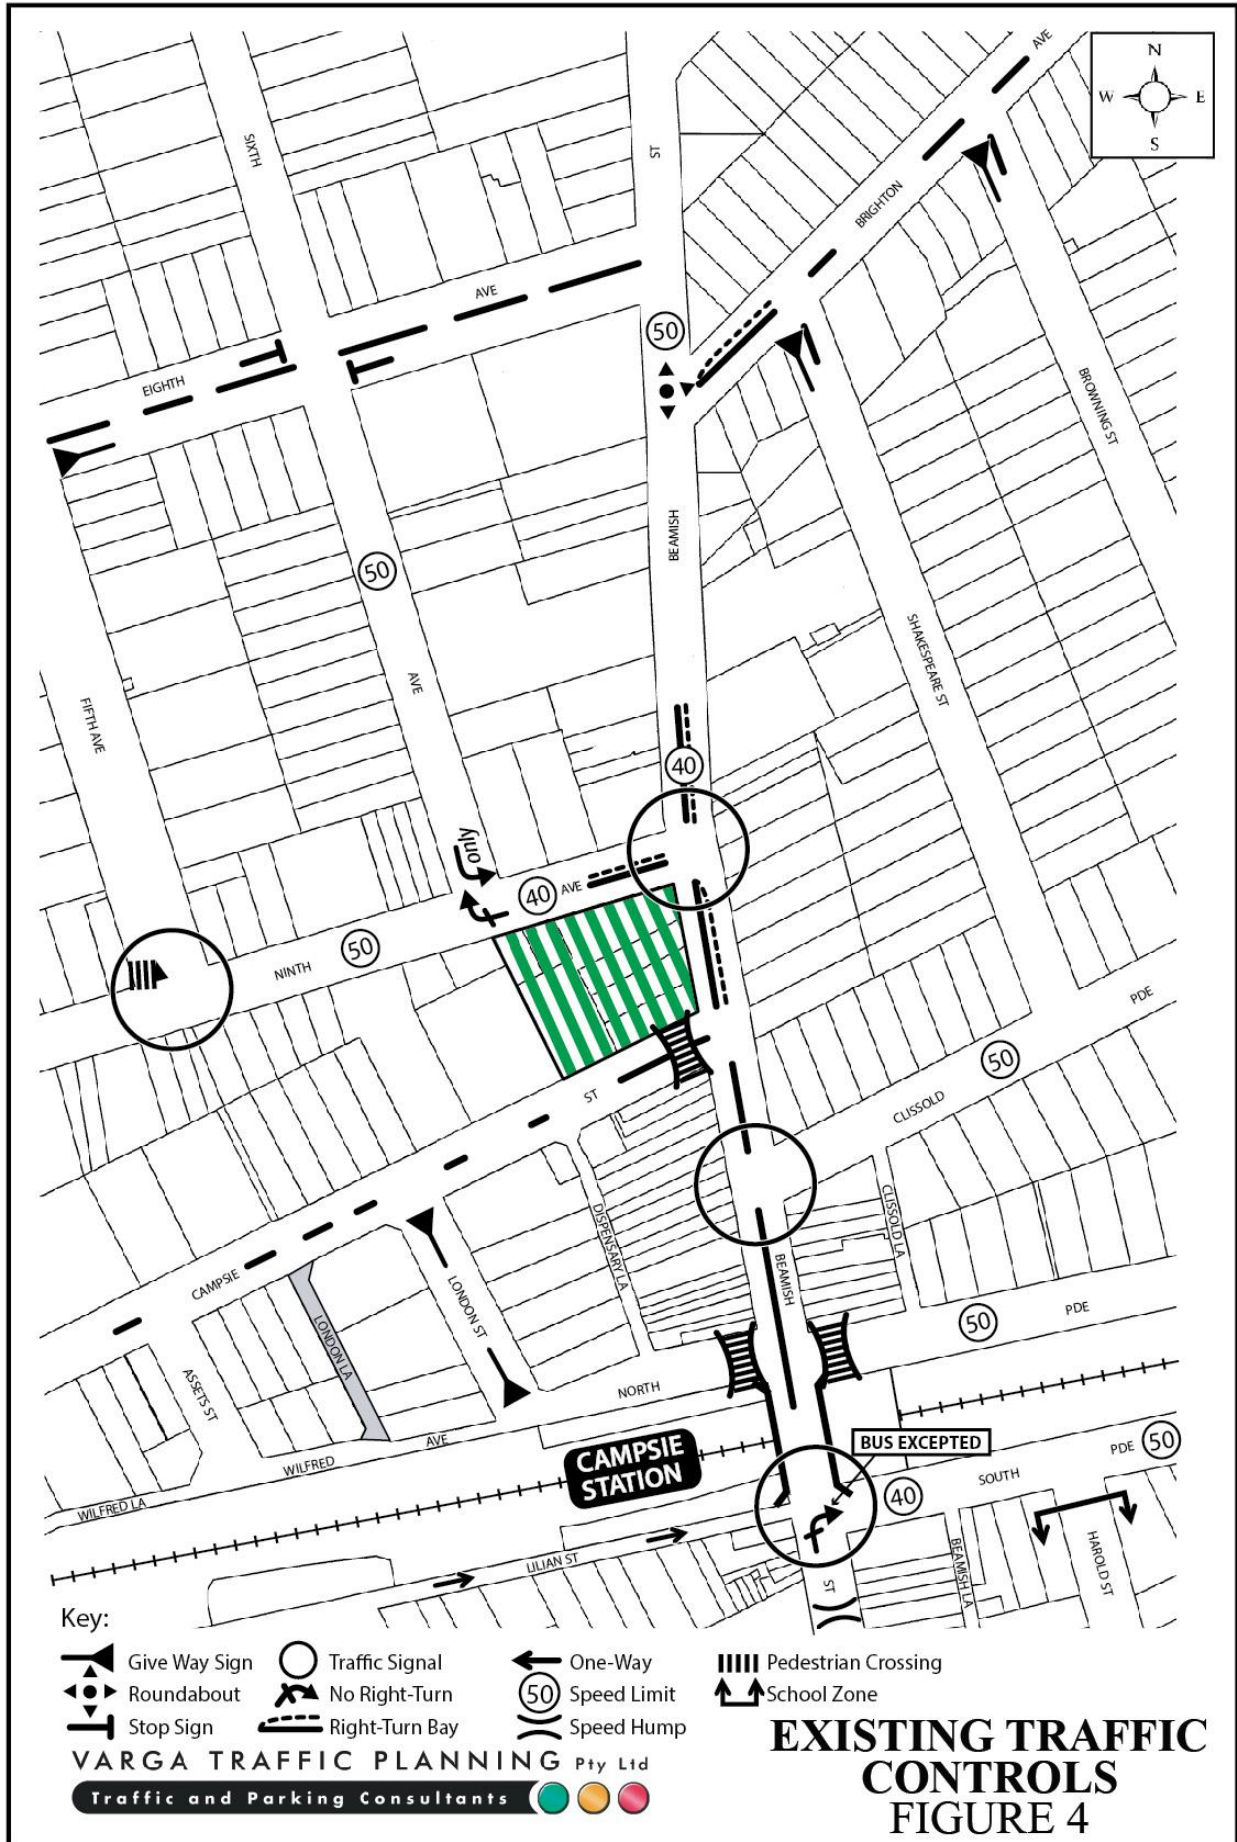 AVE
N
W E
S
SIXTH
ST
BRIGHTON
AVE
50
EIGHTH
BROWNING ST
BEAMISH
50
SHAKESPEARE ST
AVE
FIFTH AVE
40
only
40
AVE
50
NINTH
PDE
50
ST
CLISSOLD
DISPENSARY LA
CLISSOLD LA
BEAMISH
CAMPSIE
LONDON ST
50
PDE
LONDON LA
ASSETS ST
NORTH
AVE
WILFRED
CAMPSIE
STATION
BUS EXCEPTED
PDE
50
SOUTH
40
WILFRED LA
LILIAN ST
BEAMISH LA
HAROLD ST
ST
Key:
Give Way Sign
Traffic Signal
One-Way
Pedestrian Crossing
Roundabout
No Right-Turn
50 Speed Limit
School Zone
Stop Sign
Right-Turn Bay
Speed Hump
VARGA TRAFFIC PLANNING Pty Ltd
Traffic and Parking Consultants
EXISTING TRAFFIC
CONTROLS
FIGURE 4